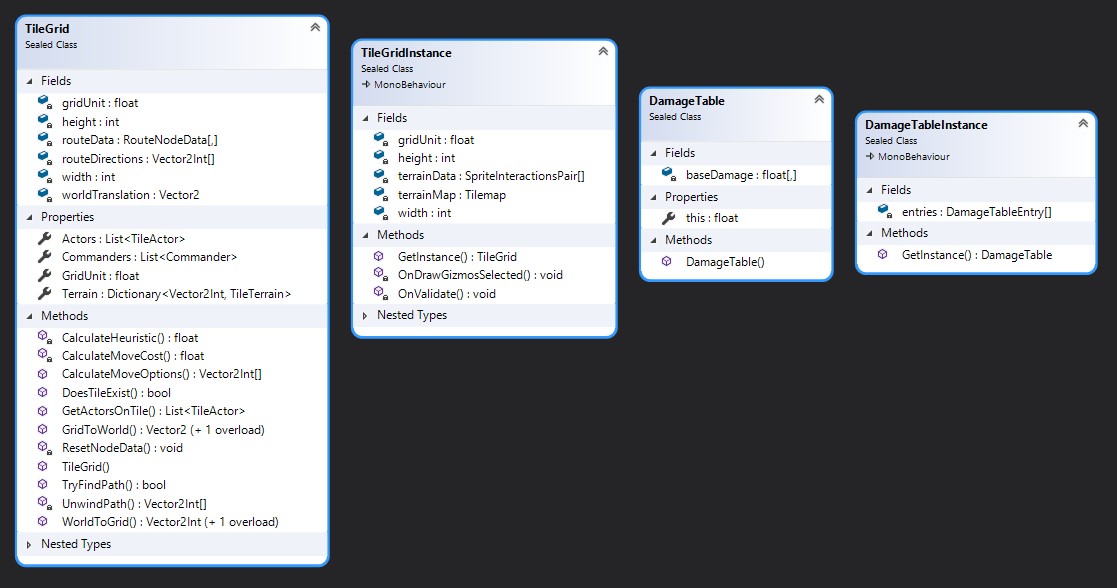 TileGrid
Sealed Class
Fields
gridUnit : float
height : int
routeData : RouteNodeData[,]
routeDirections : Vector2Int[]
width : int
worldTranslation : Vector2
Properties
Actors : List<TileActor>
Commanders : List<Commander>
GridUnit : float
Terrain : Dictionary<Vector2Int, TileTerrain>
Methods
CalculateHeuristic() : float
CalculateMoveCost() : float
CalculateMoveOptions() : Vector2Int[]
DoesTileExist() : bool
GetActorsOnTile() : List<TileActor>
GridToWorld() : Vector2 (+ 1 overload)
ResetNodeData() : void
TileGrid()
TryFindPath() : bool
UnwindPath() : Vector2Int[]
WorldToGrid() : Vector2Int (+ 1 overload)
Nested Types
TileGridInstance
Sealed Class
MonoBehaviour
Fields
gridUnit : float
height : int
terrainData : SpriteInteractionsPair[]
terrainMap : Tilemap
width : int
Methods
GetInstance() : TileGrid
OnDrawGizmosSelected() : void
OnValidate() : void
Nested Types
DamageTable
Sealed Class
Fields
baseDamage : float[,]
Properties
this : float
Methods
DamageTable()
DamageTableInstance
Sealed Class
MonoBehaviour
Fields
entries : DamageTableEntry[]
Methods
GetInstance() : DamageTable